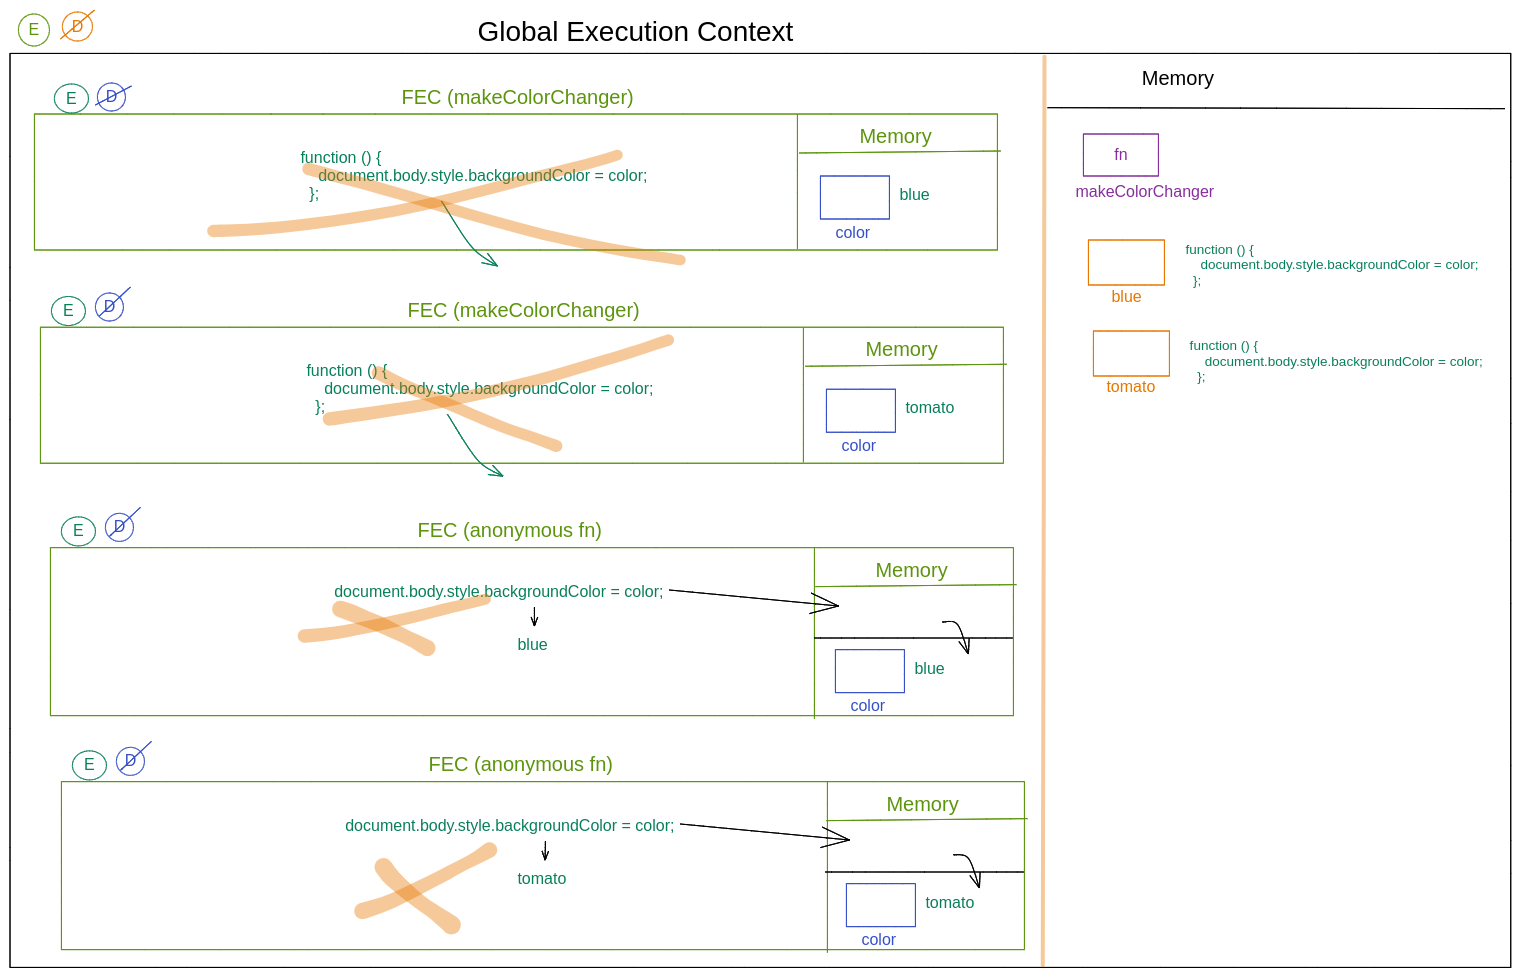 E D
Global Execution Context
E D
FEC (makeColorChanger)
function () {
document.body.style.backgroundColor = color;
};
Memory
blue
color
E D
FEC (makeColorChanger)
function () {
document.body.style.backgroundColor = color;
};
Memory
tomato
color
E D
FEC (anonymous fn)
document.body.style.backgroundColor = color;
blue
Memory
blue
color
E D
FEC (anonymous fn)
document.body.style.backgroundColor = color;
tomato
Memory
tomato
color
Memory
fn
makeColorChanger
function () {
document.body.style.backgroundColor = color;
};
blue
function () {
document.body.style.backgroundColor = color;
};
tomato